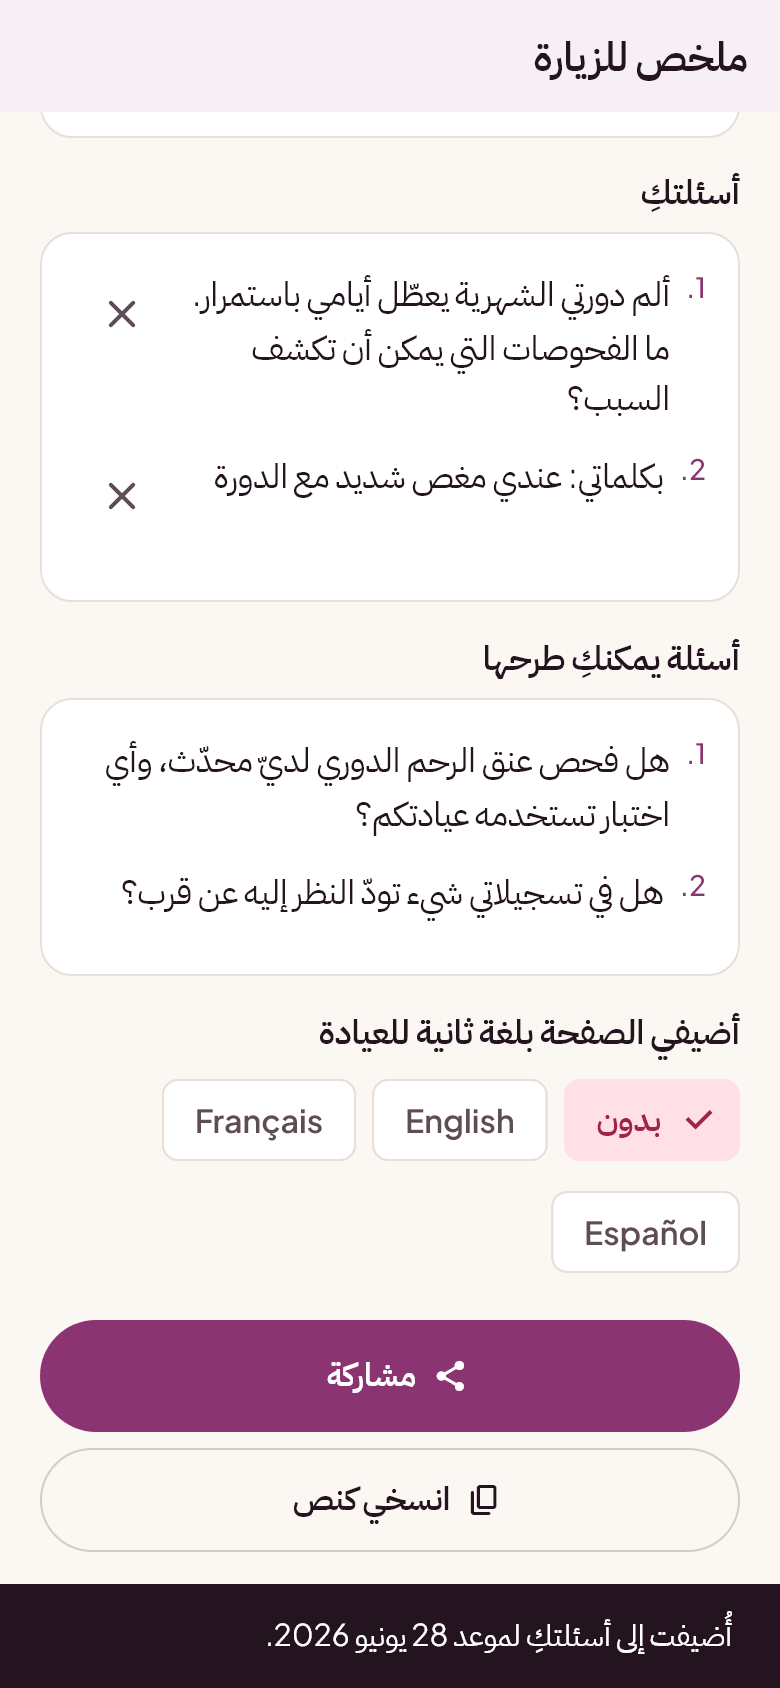 ملخص للزيارة
أسئلتكِ
1. ألم دورتي الشهرية يعطّل أيامي باستمرار.
ما الفحوصات التي يمكن أن تكشف
السبب؟
2. بكلماتي: عندي مغص شديد مع الدورة
أسئلة يمكنكِ طرحها
1. هل فحص عنق الرحم الدوري لديّ محدّث، وأي
اختبار تستخدمه عيادتكم؟
2. هل في تسجيلاتي شيء تودّ النظر إليه عن قرب؟
أضيفي الصفحة بلغة ثانية للعيادة
بدون
English
Français
Español
مشاركة
انسخي كنص
أُضيفت إلى أسئلتكِ لموعد 28 يونيو 2026.